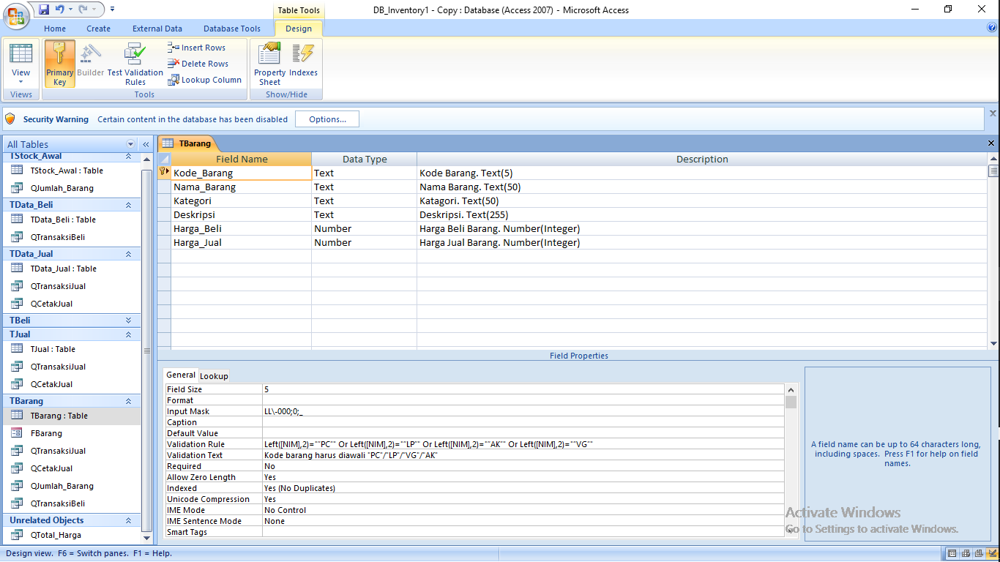 Table Tools
DB_Inventory1 - Copy : Database (Access 2007) - Microsoft Access
Home Create External Data Database Tools Design
View
Primary Key
Builder
Test Validation Rules
Insert Rows
Delete Rows
Lookup Column
Property Sheet
Indexes
Views Tools Show/Hide
Security Warning Certain content in the database has been disabled Options...
All Tables
TStock_Awal
TStock_Awal : Table
QJumlah_Barang
TData_Beli
TData_Beli : Table
QTransaksiBeli
TData_Jual
TData_Jual : Table
QTransaksiJual
QCetakJual
TBeli
TJual
TJual : Table
QTransaksiJual
QCetakJual
TBarang
TBarang : Table
FBarang
QTransaksiJual
QCetakJual
QJumlah_Barang
QTransaksiBeli
Unrelated Objects
QTotal_Harga
TBarang
Field Name Data Type Description
Kode_Barang Text Kode Barang. Text(5)
Nama_Barang Text Nama Barang. Text(50)
Kategori Text Katagori. Text(50)
Deskripsi Text Deskripsi. Text(255)
Harga_Beli Number Harga Beli Barang. Number(Integer)
Harga_Jual Number Harga Jual Barang. Number(Integer)
Field Properties
General Lookup
Field Size 5
Format
Input Mask LL\-000;0;_
Caption
Default Value
Validation Rule Left([NIM],2)=""PC"" Or Left([NIM],2)=""LP"" Or Left([NIM],2)=""AK"" Or Left([NIM],2)=""VG""
Validation Text Kode barang harus diawali "PC"/"LP"/"VG"/"AK"
Required No
Allow Zero Length Yes
Indexed Yes (No Duplicates)
Unicode Compression Yes
IME Mode No Control
IME Sentence Mode None
Smart Tags
A field name can be up to 64 characters long,
including spaces. Press F1 for help on field
names.
Activate Windows
Go to Settings to activate Windows.
Design view. F6 = Switch panes. F1 = Help.